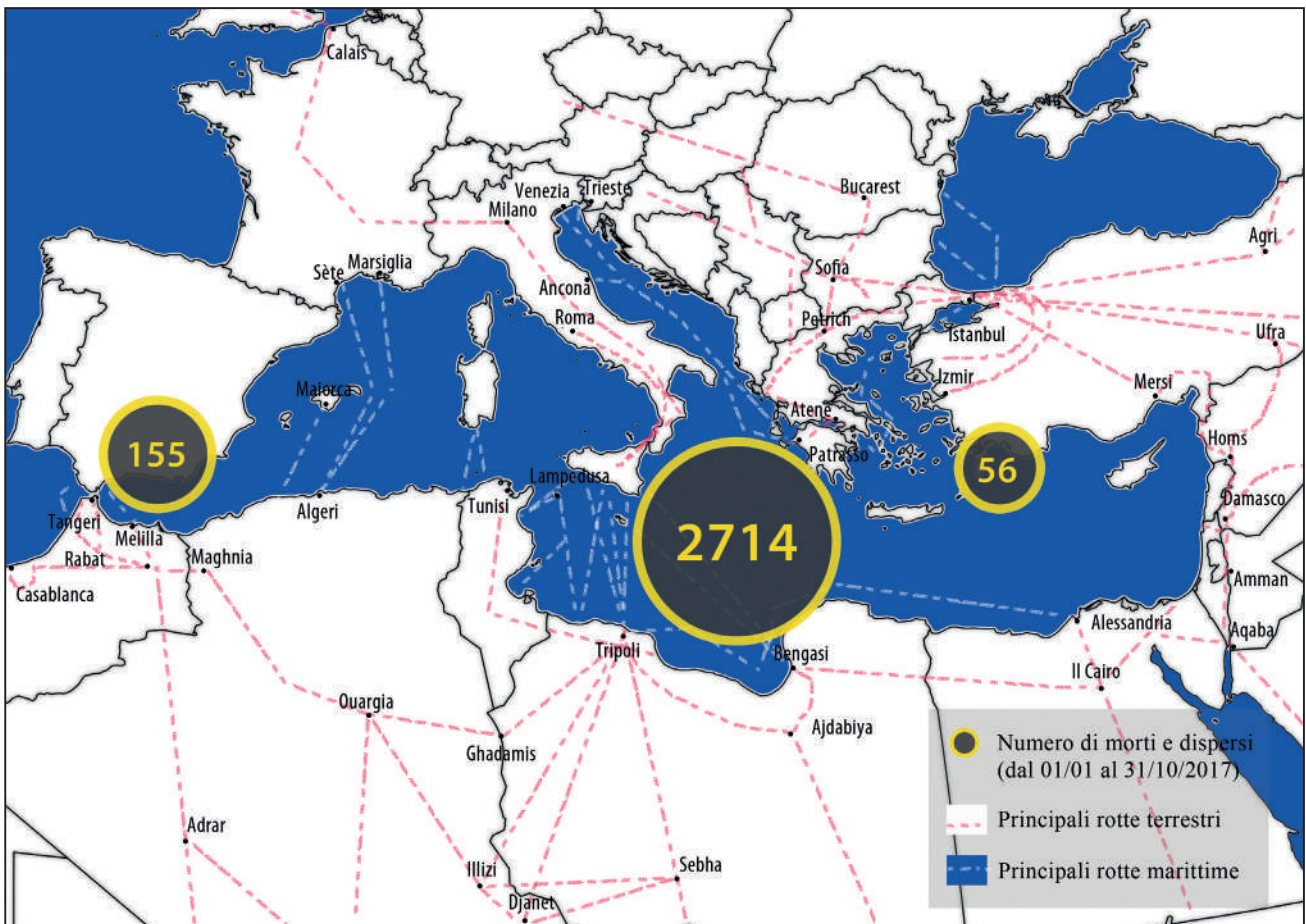 Calais
Venezia
Trieste
Milano
Bucarest
Agri
Sète
Marsiglia
Ancona
Sofia
Roma
Petrich
Istanbul
Ufra
Maiorca
Izmir
Mersi
Atene
155
56
Patrasso
Homs
Lampedusa
Tunisi
Algeri
Damasco
Tangeri
2714
Melilla
Rabat
Maghnia
Amman
Casablanca
Alessandria
Aqaba
Tripoli
Bengasi
Il Cairo
Ouargia
Ajdabiya
Ghadamis
Numero di morti e dispersi
(dal 01/01 al 31/10/2017)
Principali rotte terrestri
Adrar
Illizi
Sebha
Principali rotte marittime
Djanet